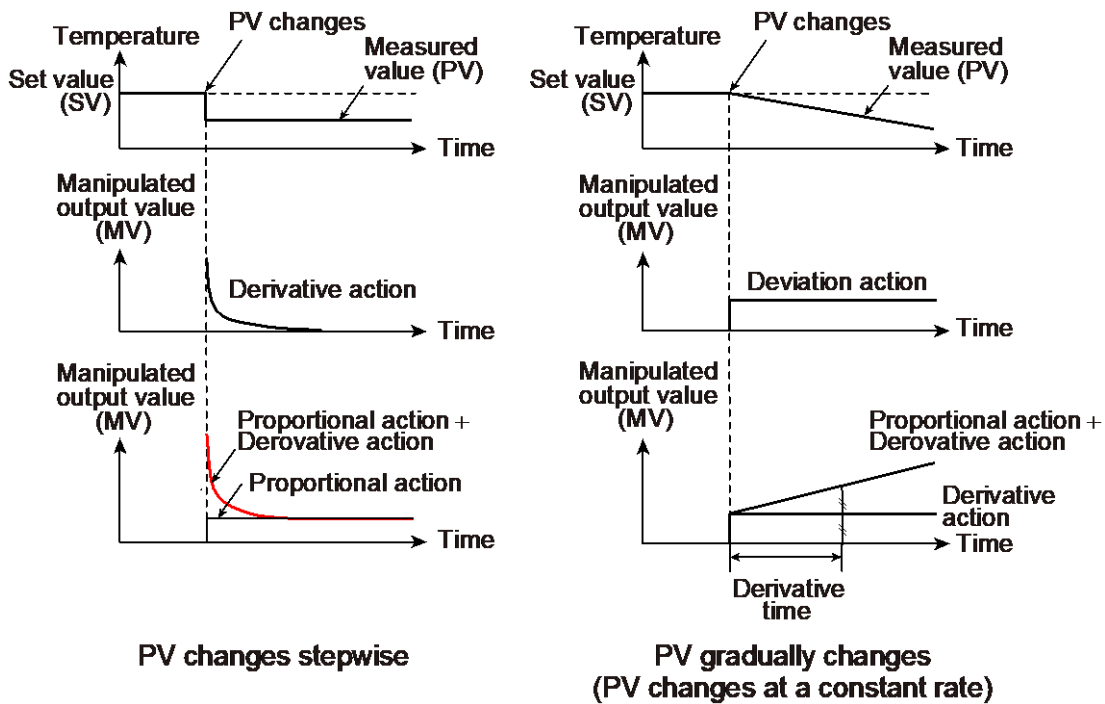 PV changes
Temperature
Measured
value (PV)
Set value
(SV)
Time
Manipulated
output value
(MV)
Derivative action
Time
Manipulated
output value
(MV)
Proportional action +
Derovative action
Proportional action
Time
PV changes stepwise
PV changes
Temperature
Measured
value (PV)
Set value
(SV)
Time
Manipulated
output value
(MV)
Deviation action
Time
Manipulated
output value
(MV)
Proportional action +
Derovative action
Derivative
action
Time
Derivative
time
PV gradually changes
(PV changes at a constant rate)